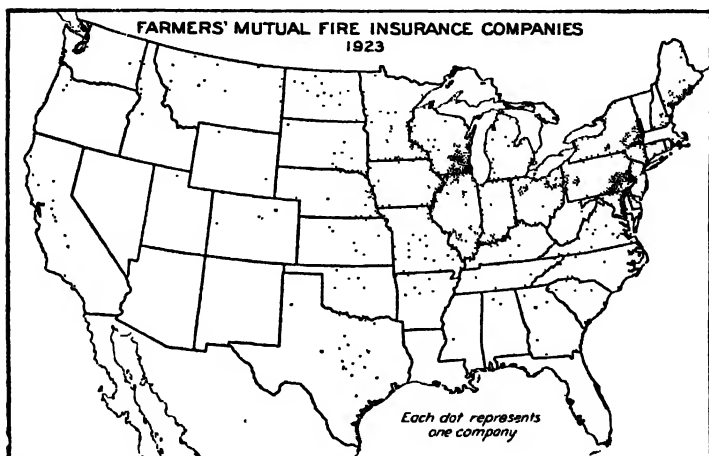 FARMERS' MUTUAL FIRE INSURANCE COMPANIES
1923
Each dot represents
one company